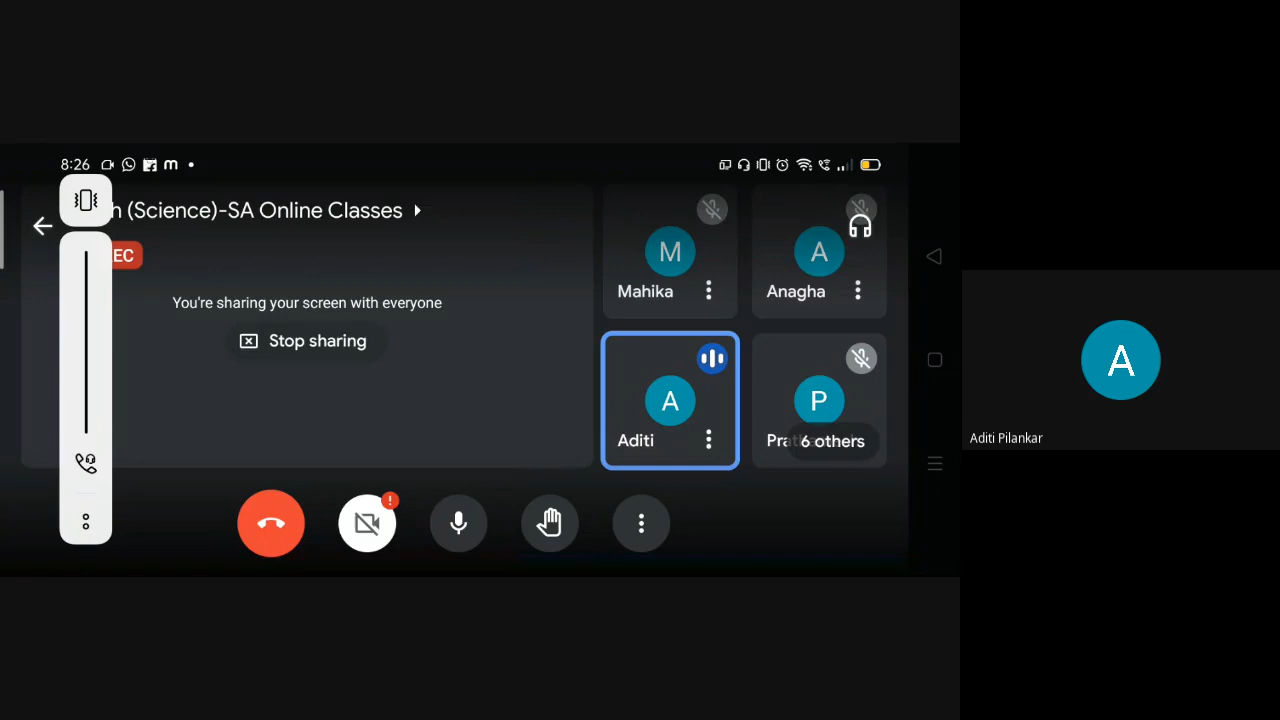 8:26
h (Science)-SA Online Classes
EC
You're sharing your screen with everyone
Stop sharing
M
Mahika
A
Anagha
A
Aditi
P
6 others
A
Aditi Pilankar